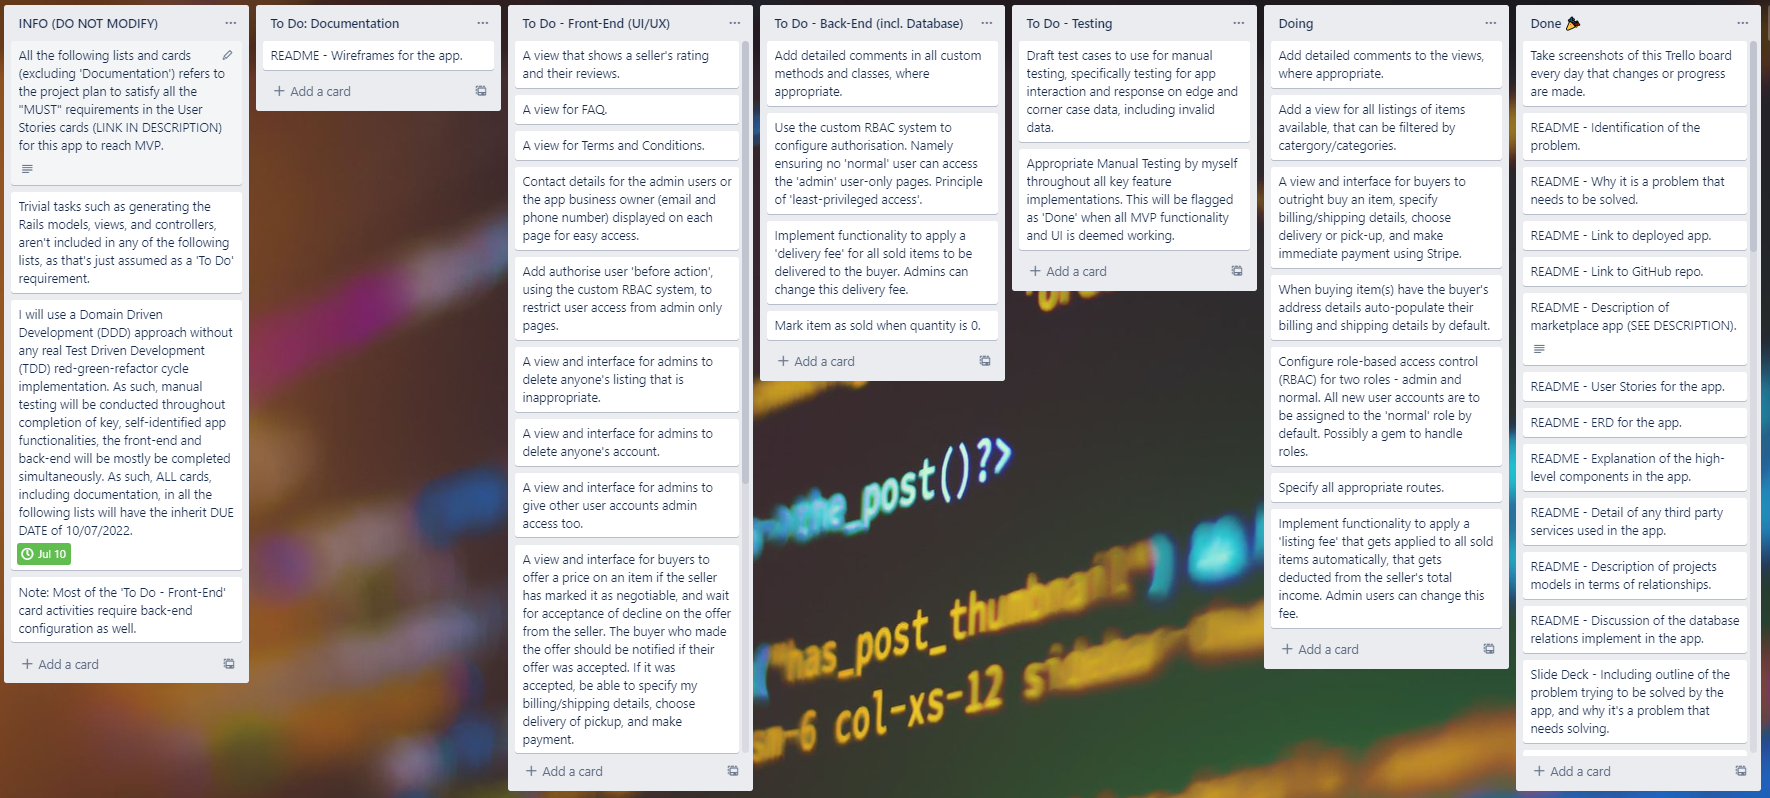 INFO (DO NOT MODIFY)
All the following lists and cards
(excluding 'Documentation') refers to
the project plan to satisfy all the
"MUST" requirements in the User
Stories cards (LINK IN DESCRIPTION)
for this app to reach MVP.
Trivial tasks such as generating the
Rails models, views, and controllers,
aren't included in any of the following
lists, as that's just assumed as a 'To Do'
requirement.
I will use a Domain Driven
Development (DDD) approach without
any real Test Driven Development
(TDD) red-green-refactor cycle
implementation. As such, manual
testing will be conducted throughout
completion of key, self-identified app
functionalities, the front-end and
back-end will be mostly be completed
simultaneously. As such, ALL cards,
including documentation, in all the
following lists will have the inherit DUE
DATE of 10/07/2022.
Jul 10
Note: Most of the 'To Do - Front-End'
card activities require back-end
configuration as well.
+ Add a card
To Do: Documentation
README - Wireframes for the app.
+ Add a card
To Do - Front-End (UI/UX)
A view that shows a seller's rating
and their reviews.
A view for FAQ.
A view for Terms and Conditions.
Contact details for the admin users or
the app business owner (email and
phone number) displayed on each
page for easy access.
Add authorise user 'before action',
using the custom RBAC system, to
restrict user access from admin only
pages.
A view and interface for admins to
delete anyone's listing that is
inappropriate.
A view and interface for admins to
delete anyone's account.
A view and interface for admins to
give other user accounts admin
access too.
A view and interface for buyers to
offer a price on an item if the seller
has marked it as negotiable, and wait
for acceptance of decline on the offer
from the seller. The buyer who made
the offer should be notified if their
offer was accepted. If it was
accepted, be able to specify my
billing/shipping details, choose
delivery of pickup, and make
payment.
+ Add a card
To Do - Back-End (incl. Database)
Add detailed comments in all custom
methods and classes, where
appropriate.
Use the custom RBAC system to
configure authorisation. Namely
ensuring no 'normal' user can access
the 'admin' user-only pages. Principle
of 'least-privileged access'.
Implement functionality to apply a
'delivery fee' for all sold items to be
delivered to the buyer. Admins can
change this delivery fee.
Mark item as sold when quantity is 0.
+ Add a card
the_post()?>
"has_post_thumbnail")
sm-6 col-xs-12
To Do - Testing
Draft test cases to use for manual
testing, specifically testing for app
interaction and response on edge and
corner case data, including invalid
data.
Appropriate Manual Testing by myself
throughout all key feature
implementations. This will be flagged
as 'Done' when all MVP functionality
and UI is deemed working.
+ Add a card
Doing
Add detailed comments to the views,
where appropriate.
Add a view for all listings of items
available, that can be filtered by
catergory/categories.
A view and interface for buyers to
outright buy an item, specify
billing/shipping details, choose
delivery or pick-up, and make
immediate payment using Stripe.
When buying item(s) have the buyer's
address details auto-populate their
billing and shipping details by default.
Configure role-based access control
(RBAC) for two roles - admin and
normal. All new user accounts are to
be assigned to the 'normal' role by
default. Possibly a gem to handle
roles.
Specify all appropriate routes.
Implement functionality to apply a
'listing fee' that gets applied to all sold
items automatically, that gets
deducted from the seller's total
income. Admin users can change this
fee.
+ Add a card
Done
Take screenshots of this Trello board
every day that changes or progress
are made.
README - Identification of the
problem.
README - Why it is a problem that
needs to be solved.
README - Link to deployed app.
README - Link to GitHub repo.
README - Description of
marketplace app (SEE DESCRIPTION).
README - User Stories for the app.
README - ERD for the app.
README - Explanation of the high-
level components in the app.
README - Detail of any third party
services used in the app.
README - Description of projects
models in terms of relationships.
README - Discussion of the database
relations implement in the app.
Slide Deck - Including outline of the
problem trying to be solved by the
app, and why it's a problem that
needs solving.
+ Add a card